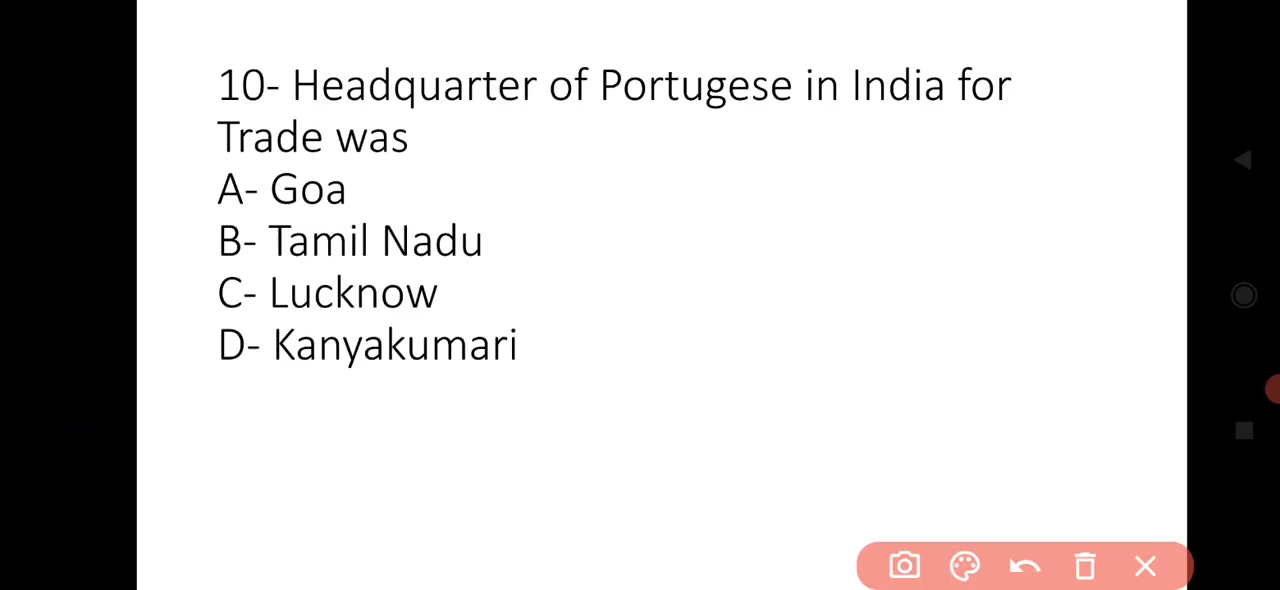 10- Headquarter of Portugese in India for
Trade was
A- Goa
B- Tamil Nadu
C- Lucknow
D- Kanyakumari